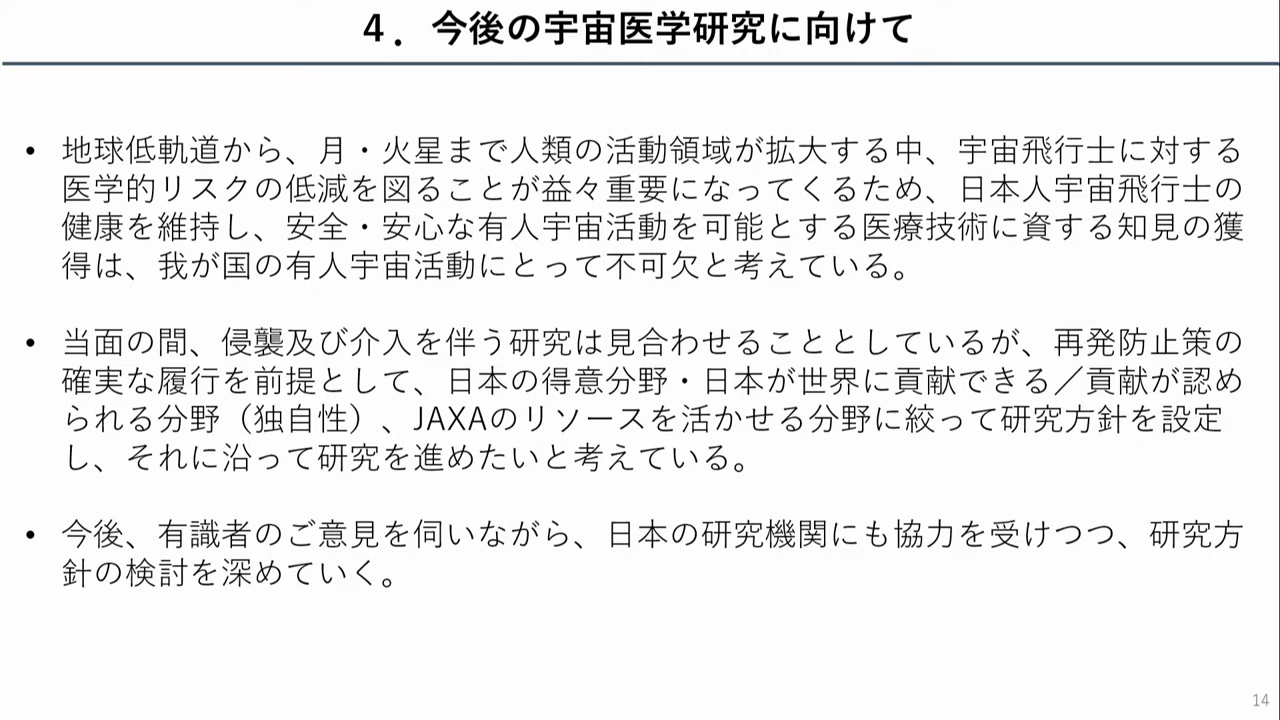 ４．今後の宇宙医学研究に向けて
• 地球低軌道から、月・火星まで人類の活動領域が拡大する中、宇宙飛行士に対する
医学的リスクの低減を図ることが益々重要になってくるため、日本人宇宙飛行士の
健康を維持し、安全・安心な有人宇宙活動を可能とする医療技術に資する知見の獲
得は、我が国の有人宇宙活動にとって不可欠と考えている。
• 当面の間、侵襲及び介入を伴う研究は見合わせることとしているが、再発防止策の
確実な履行を前提として、日本の得意分野・日本が世界に貢献できる／貢献が認め
られる分野（独自性）、JAXAのリソースを活かせる分野に絞って研究方針を設定
し、それに沿って研究を進めたいと考えている。
• 今後、有識者のご意見を伺いながら、日本の研究機関にも協力を受けつつ、研究方
針の検討を深めていく。
14